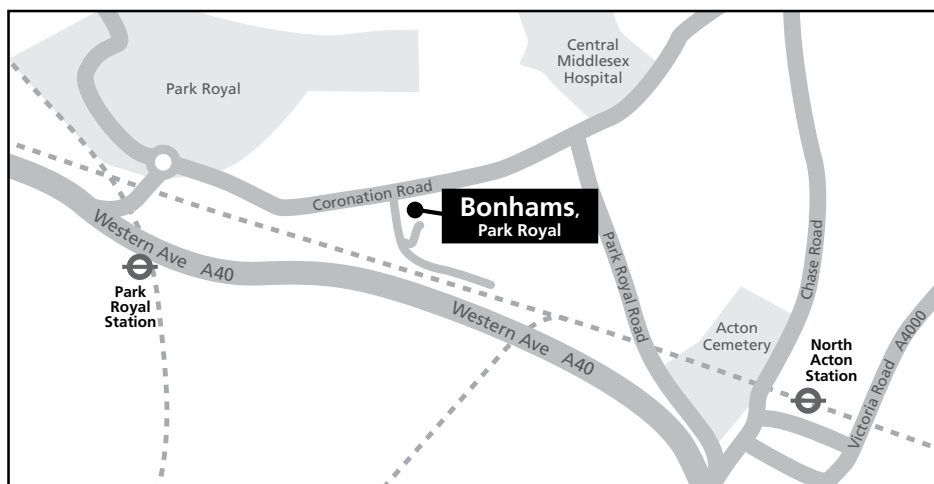 Central
Middlesex
Hospital
Park Royal
Coronation Road
Bonhams,
Park Royal
Western Ave A40
Park
Royal
Station
Park Royal Road
Chase Road
Western Ave A40
Acton
Cemetery
North
Acton
Station
Victoria Road A4000